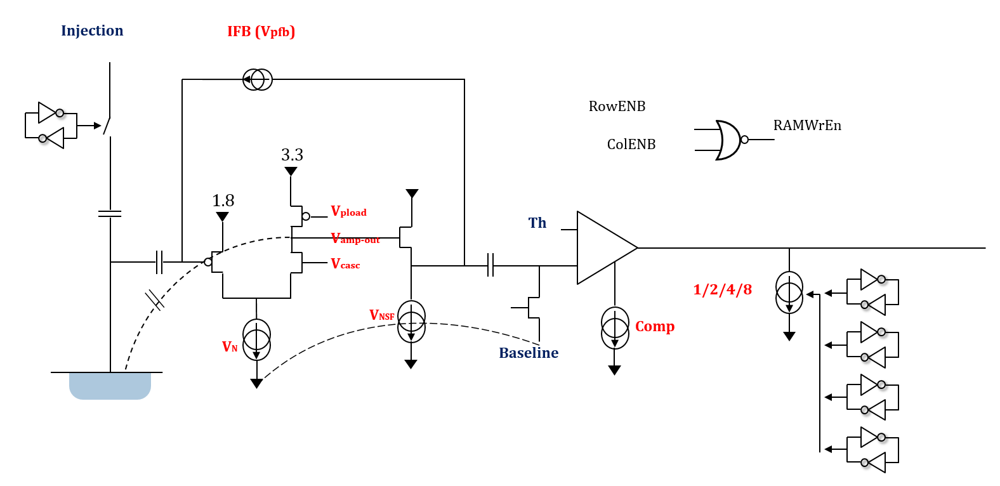 Injection
IFB (Vpfb)
RowENB
RAMWrEn
ColENB
3.3
1.8
Vpload
Th
Vamp-out
Vcasc
1/2/4/8
VNSF
Comp
VN
Baseline